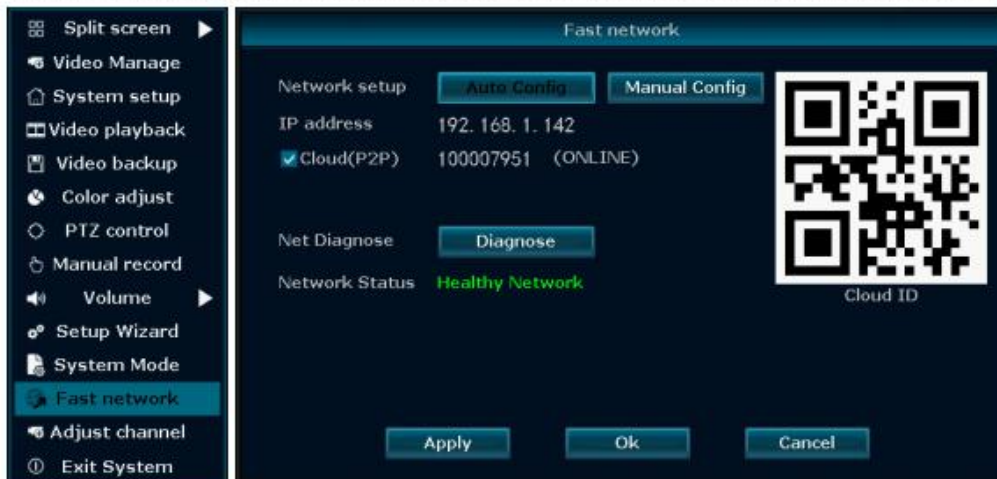 Split screen
Video Manage
System setup
Video playback
Video backup
Color adjust
PTZ control
Manual record
Volume
Setup Wizard
System Mode
Fast network
Adjust channel
Exit System
Fast network
Network setup Auto Config Manual Config
IP address 192. 168. 1. 142
Cloud(P2P) 100007951 (ONLINE)
Net Diagnose Diagnose
Network Status Healthy Network
Cloud ID
Apply Ok Cancel